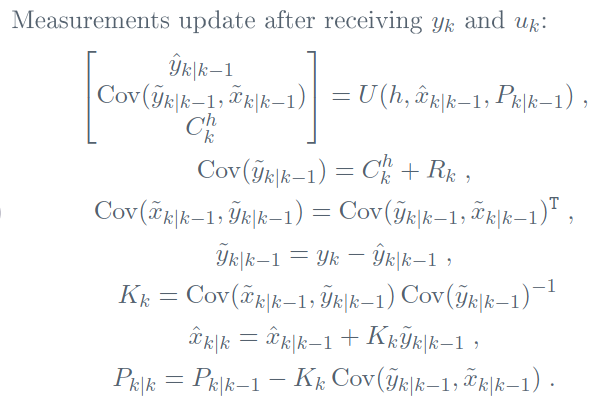 Measurements update after receiving $y_k$ and $u_k$:
$\begin{bmatrix} \hat{y}_{k|k-1} \\ \mathrm{Cov}(\tilde{y}_{k|k-1}, \tilde{x}_{k|k-1}) \\ C_k^h \end{bmatrix} = U(h, \hat{x}_{k|k-1}, P_{k|k-1})$ ,
$\mathrm{Cov}(\tilde{y}_{k|k-1}) = C_k^h + R_k$ ,
$\mathrm{Cov}(\tilde{x}_{k|k-1}, \tilde{y}_{k|k-1}) = \mathrm{Cov}(\tilde{y}_{k|k-1}, \tilde{x}_{k|k-1})^{\mathtt{T}}$ ,
$\tilde{y}_{k|k-1} = y_k - \hat{y}_{k|k-1}$ ,
$K_k = \mathrm{Cov}(\tilde{x}_{k|k-1}, \tilde{y}_{k|k-1}) \, \mathrm{Cov}(\tilde{y}_{k|k-1})^{-1}$
$\hat{x}_{k|k} = \hat{x}_{k|k-1} + K_k \tilde{y}_{k|k-1}$ ,
$P_{k|k} = P_{k|k-1} - K_k \, \mathrm{Cov}(\tilde{y}_{k|k-1}, \tilde{x}_{k|k-1})$ .